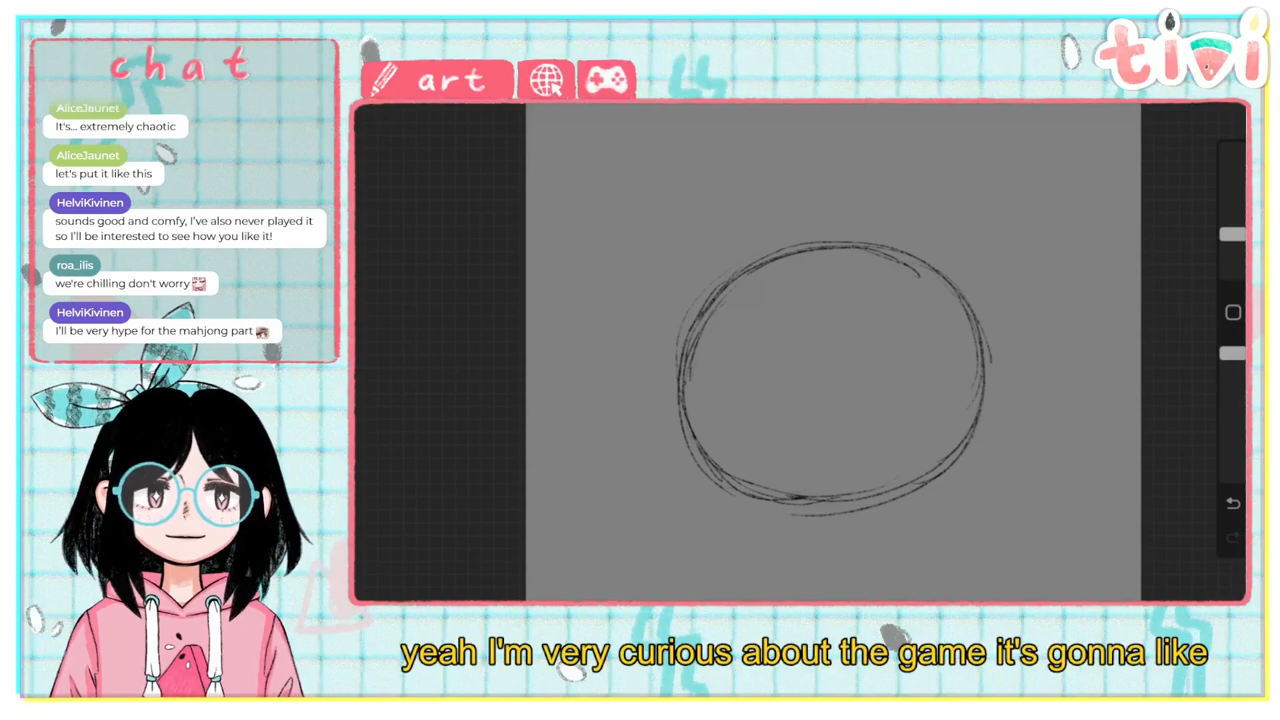 chat
AliceJaunet
It's... extremely chaotic
AliceJaunet
let's put it like this
HelviKivinen
sounds good and comfy, I've also never played it
so I'll be interested to see how you like it!
roa_ilis
we're chilling don't worry
HelviKivinen
I'll be very hype for the mahjong part
art
tivi
yeah I'm very curious about the game it's gonna like